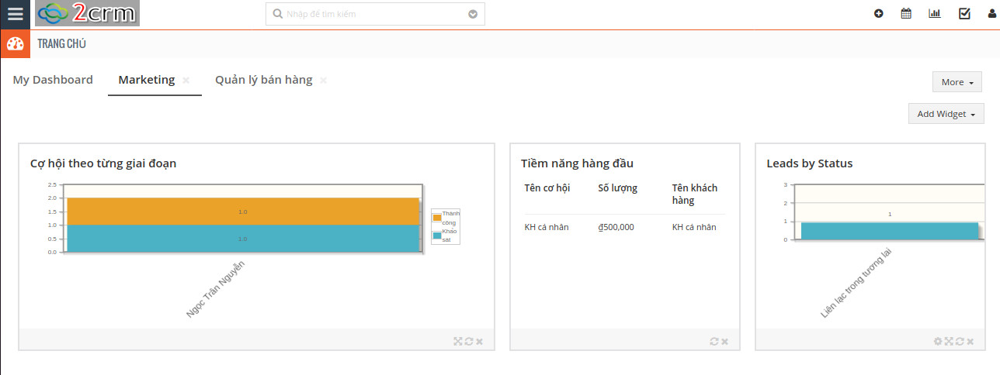 2crm
Nhập để tìm kiếm
TRANG CHỦ
My Dashboard
Marketing
Quản lý bán hàng
More
Add Widget
Cợ hội theo từng giai đoạn
2.5
2.0
1.5
1.0
0.5
0.0
1.0
1.0
Thành
công
Khảo
sát
Ngọc Trân Nguyễn
Tiềm năng hàng đầu
Tên cơ hội Số lượng Tên khách
hàng
KH cá nhân ₫500,000 KH cá nhân
Leads by Status
3
2
1
0
1
Liên lạc trong tương lai